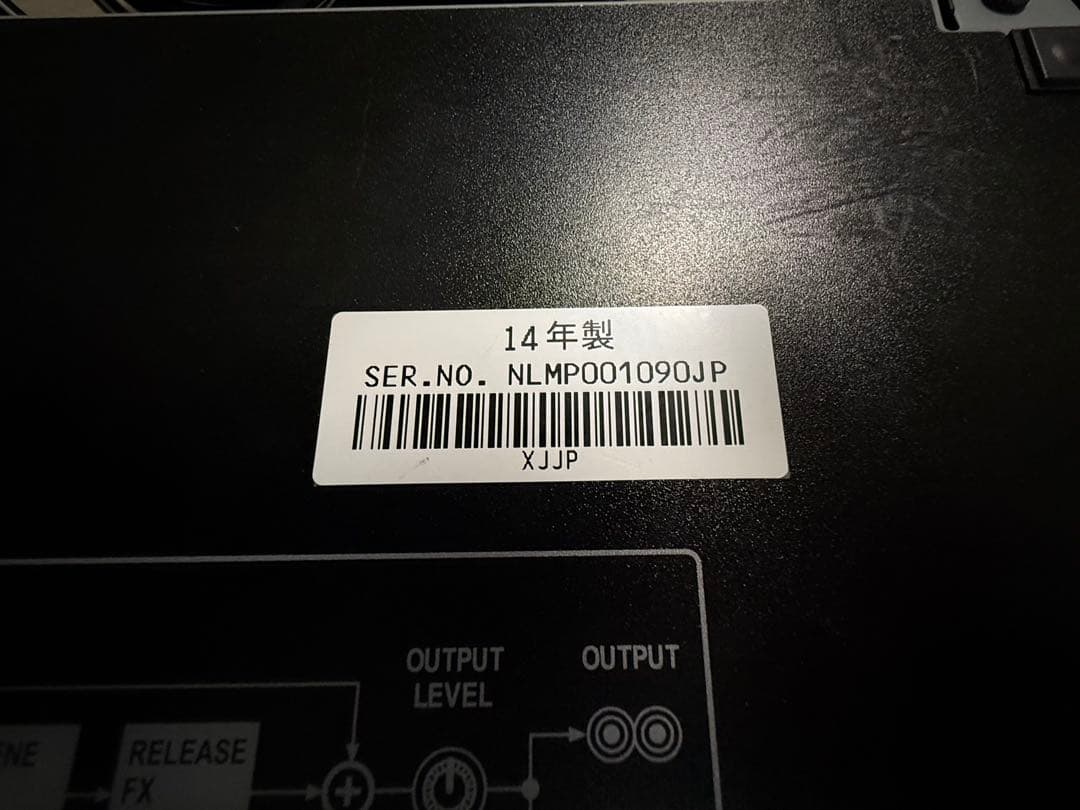 14年製
SER.NO. NLMP001090JP
XJJP
OUTPUT
LEVEL
OUTPUT
RELEASE
FX